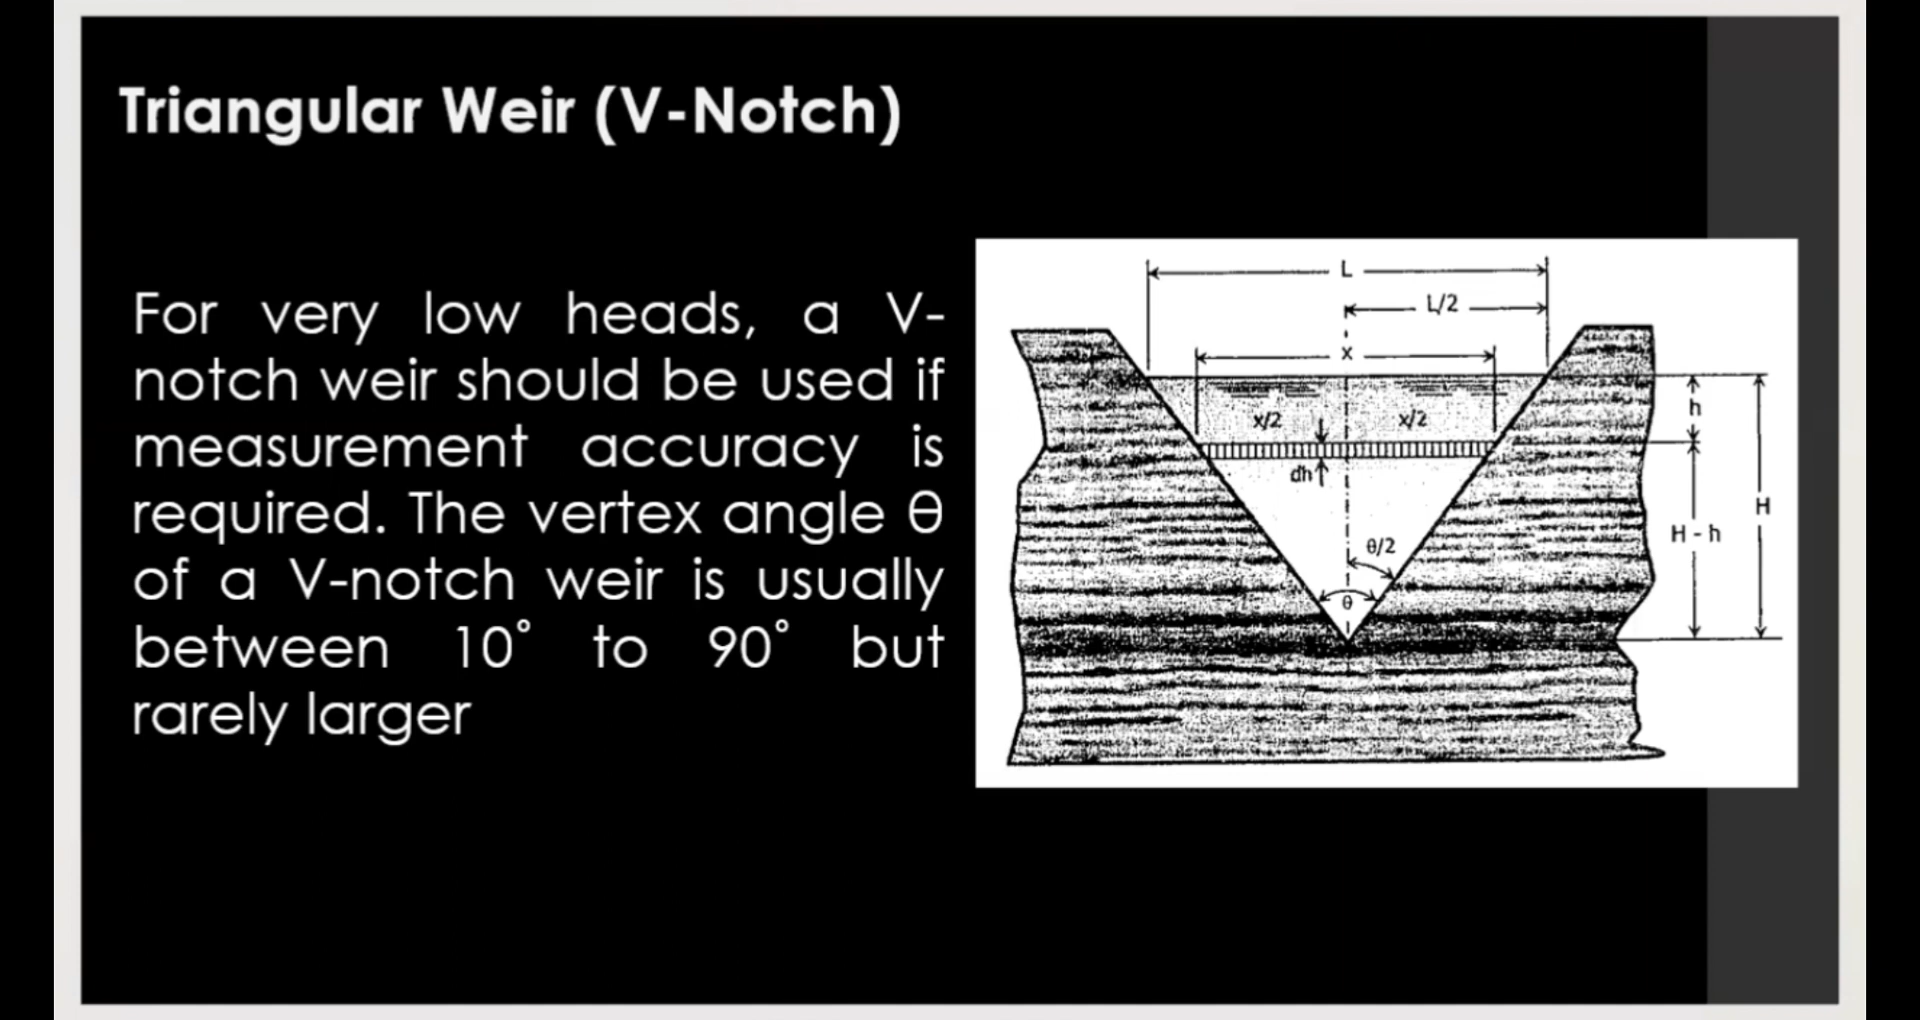 Triangular Weir (V-Notch)
For very low heads, a V-
notch weir should be used if
measurement accuracy is
required. The vertex angle θ
of a V-notch weir is usually
between 10° to 90° but
rarely larger
L
L/2
x
h
x/2 x/2
dh
H
H - h
θ/2
θ